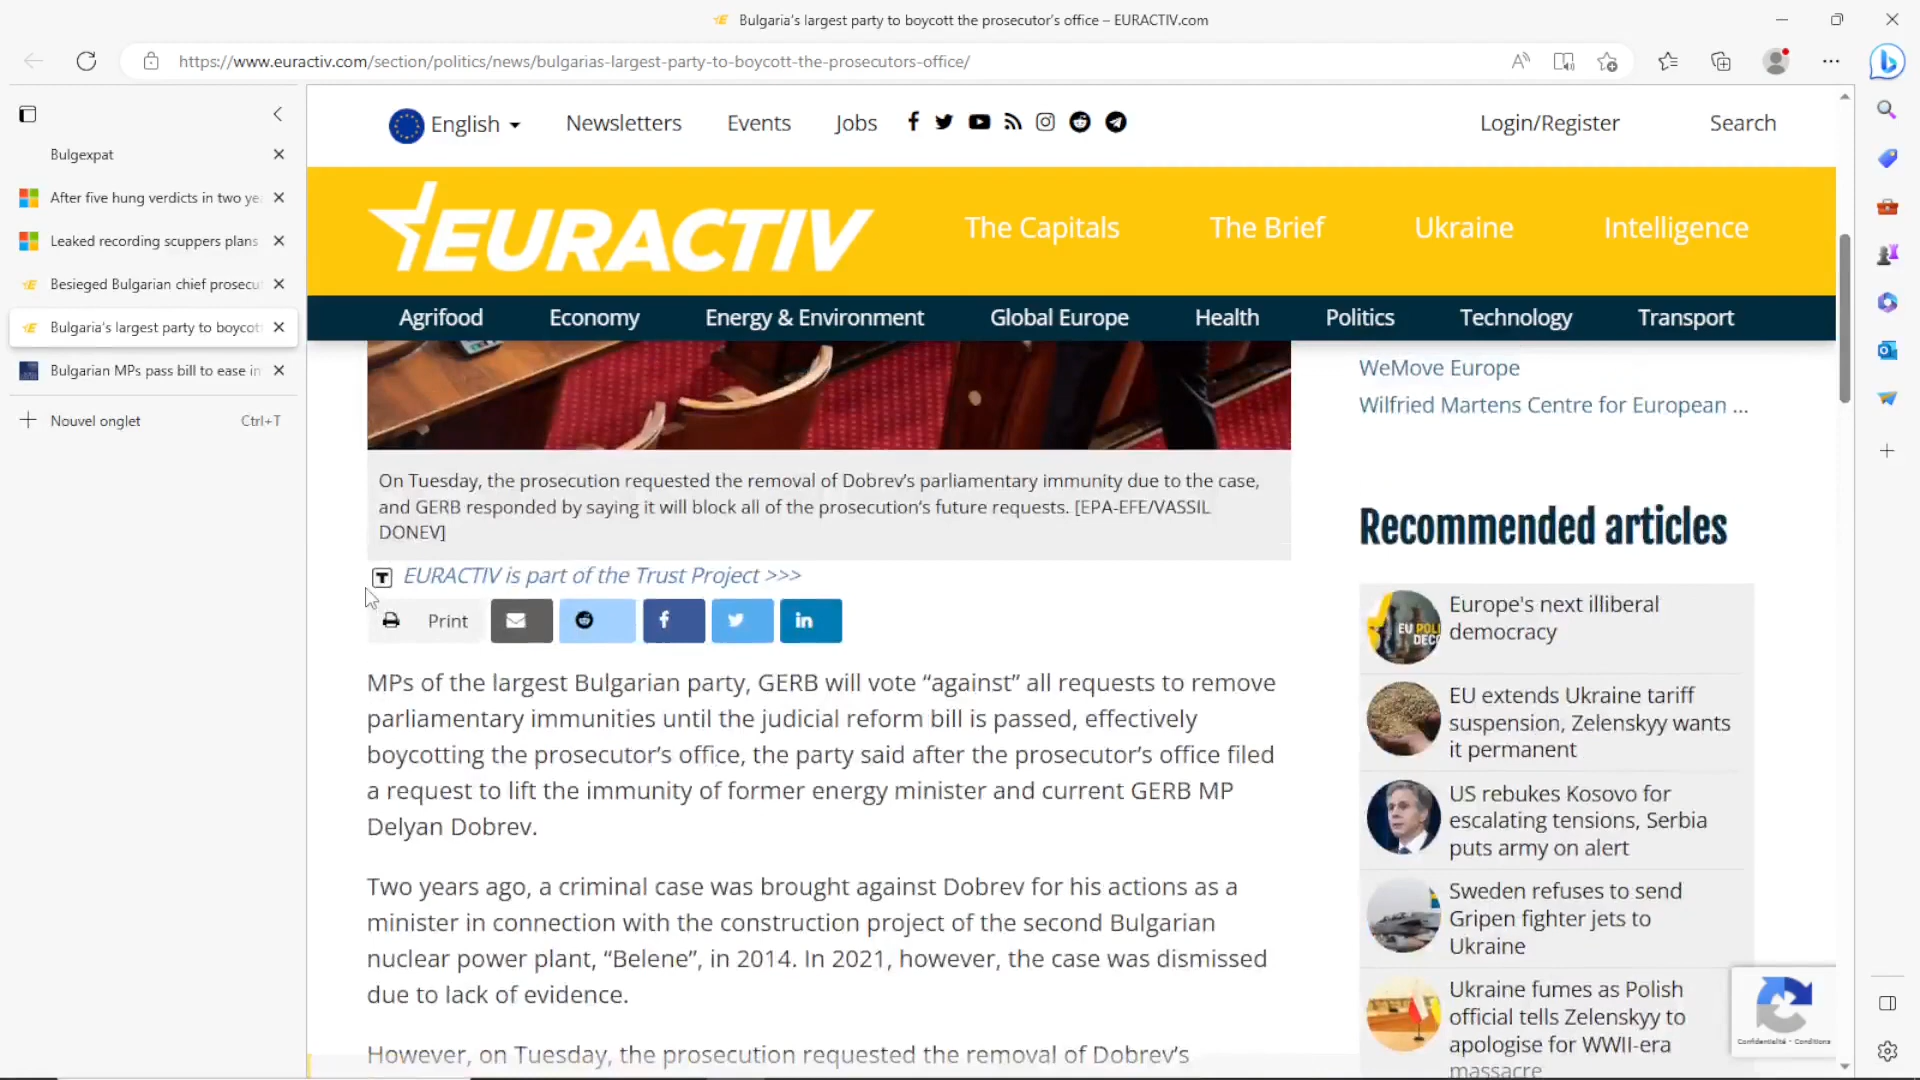 Bulgaria's largest party to boycott the prosecutor's office – EURACTIV.com
https://www.euractiv.com/section/politics/news/bulgarias-largest-party-to-boycott-the-prosecutors-office/
Bulgexpat
After five hung verdicts in two ye
Leaked recording scuppers plans
Besieged Bulgarian chief prosecu
Bulgaria's largest party to boycot
Bulgarian MPs pass bill to ease in
Nouvel onglet Ctrl+T
English Newsletters Events Jobs Login/Register Search
EURACTIV The Capitals The Brief Ukraine Intelligence
Agrifood Economy Energy & Environment Global Europe Health Politics Technology Transport
On Tuesday, the prosecution requested the removal of Dobrev's parliamentary immunity due to the case,
and GERB responded by saying it will block all of the prosecution's future requests. [EPA-EFE/VASSIL
DONEV]
T EURACTIV is part of the Trust Project >>>
Print
MPs of the largest Bulgarian party, GERB will vote “against” all requests to remove
parliamentary immunities until the judicial reform bill is passed, effectively
boycotting the prosecutor's office, the party said after the prosecutor's office filed
a request to lift the immunity of former energy minister and current GERB MP
Delyan Dobrev.
Two years ago, a criminal case was brought against Dobrev for his actions as a
minister in connection with the construction project of the second Bulgarian
nuclear power plant, “Belene”, in 2014. In 2021, however, the case was dismissed
due to lack of evidence.
However, on Tuesday, the prosecution requested the removal of Dobrev's
WeMove Europe
Wilfried Martens Centre for European ...
Recommended articles
Europe's next illiberal
democracy
EU extends Ukraine tariff
suspension, Zelenskyy wants
it permanent
US rebukes Kosovo for
escalating tensions, Serbia
puts army on alert
Sweden refuses to send
Gripen fighter jets to
Ukraine
Ukraine fumes as Polish
official tells Zelenskyy to
apologise for WWII-era
massacre
Confidentialité - Conditions